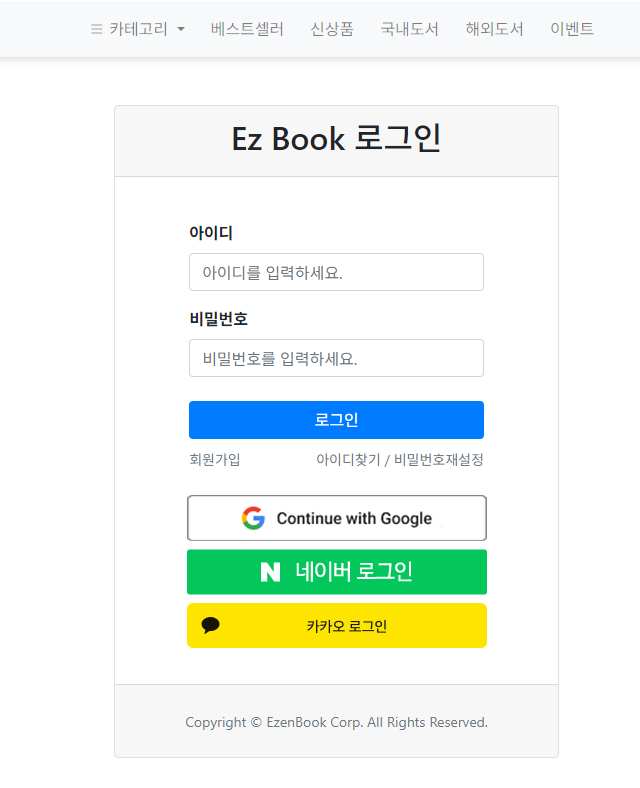 카테고리 베스트셀러 신상품 국내도서 해외도서 이벤트
Ez Book 로그인
아이디
아이디를 입력하세요.
비밀번호
비밀번호를 입력하세요.
로그인
회원가입 아이디찾기 / 비밀번호재설정
Continue with Google
네이버 로그인
카카오 로그인
Copyright © EzenBook Corp. All Rights Reserved.